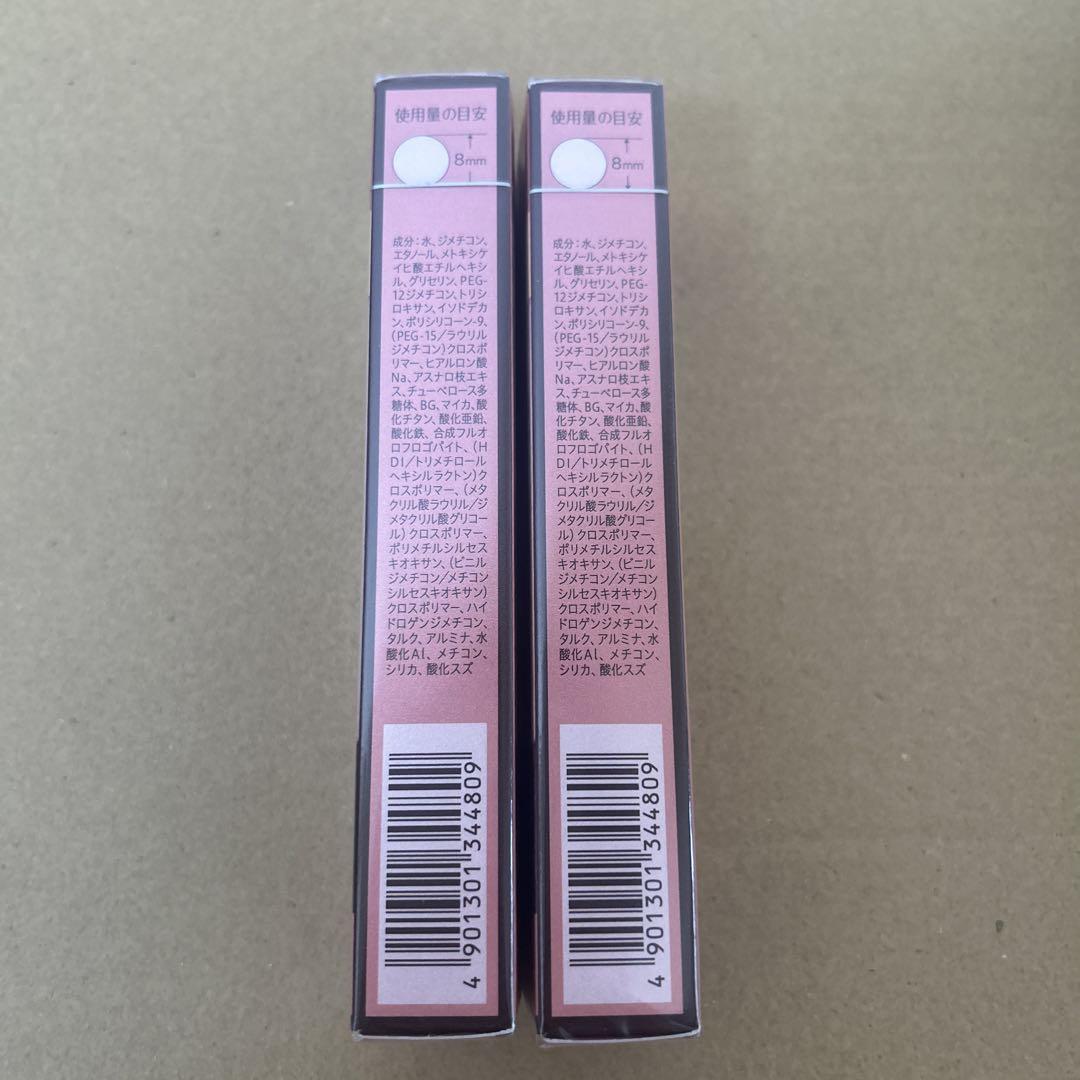 使用量の目安
8mm
成分：水、ジメチコン、
エタノール、メトキシケ
イヒ酸エチルヘキシ
ル、グリセリン、PEG-
12ジメチコン、トリシ
ロキサン、イソドデカ
ン、ポリシリコーン-9、
(PEG-15/ラウリル
ジメチコン)クロスポ
リマー、ヒアルロン酸
Na、アスナロ枝エキ
ス、チューベロース多
糖体、BG、マイカ、酸
化チタン、酸化亜鉛、
酸化鉄、合成フルオ
ロフロゴパイト、(H
DI/トリメチロール
ヘキシルラクトン)ク
ロスポリマー、(メタ
クリル酸ラウリル/ジ
メタクリル酸グリコー
ル)クロスポリマー、
ポリメチルシルセス
キオキサン、(ビニル
ジメチコン/メチコン
シルセスキオキサン)
クロスポリマー、ハイ
ドロゲンジメチコン、
タルク、アルミナ、水
酸化Al、メチコン、
シリカ、酸化スズ
4 901301 344809
使用量の目安
8mm
成分：水、ジメチコン、
エタノール、メトキシケ
イヒ酸エチルヘキシ
ル、グリセリン、PEG-
12ジメチコン、トリシ
ロキサン、イソドデカ
ン、ポリシリコーン-9、
(PEG-15/ラウリル
ジメチコン)クロスポ
リマー、ヒアルロン酸
Na、アスナロ枝エキ
ス、チューベロース多
糖体、BG、マイカ、酸
化チタン、酸化亜鉛、
酸化鉄、合成フルオ
ロフロゴパイト、(H
DI/トリメチロール
ヘキシルラクトン)ク
ロスポリマー、(メタ
クリル酸ラウリル/ジ
メタクリル酸グリコー
ル)クロスポリマー、
ポリメチルシルセス
キオキサン、(ビニル
ジメチコン/メチコン
シルセスキオキサン)
クロスポリマー、ハイ
ドロゲンジメチコン、
タルク、アルミナ、水
酸化Al、メチコン、
シリカ、酸化スズ
4 901301 344809